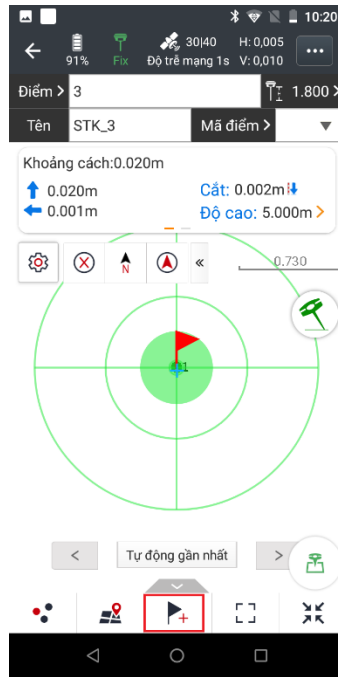 10:20
91% Fix 30|40 Độ trễ mạng 1s H: 0,005 V: 0,010
Điểm > 3 1.800 >
Tên STK_3 Mã điểm >
Khoảng cách:0.020m
0.020m Cắt: 0.002m
0.001m Độ cao: 5.000m >
N « 0.730
1
< Tự động gần nhất >